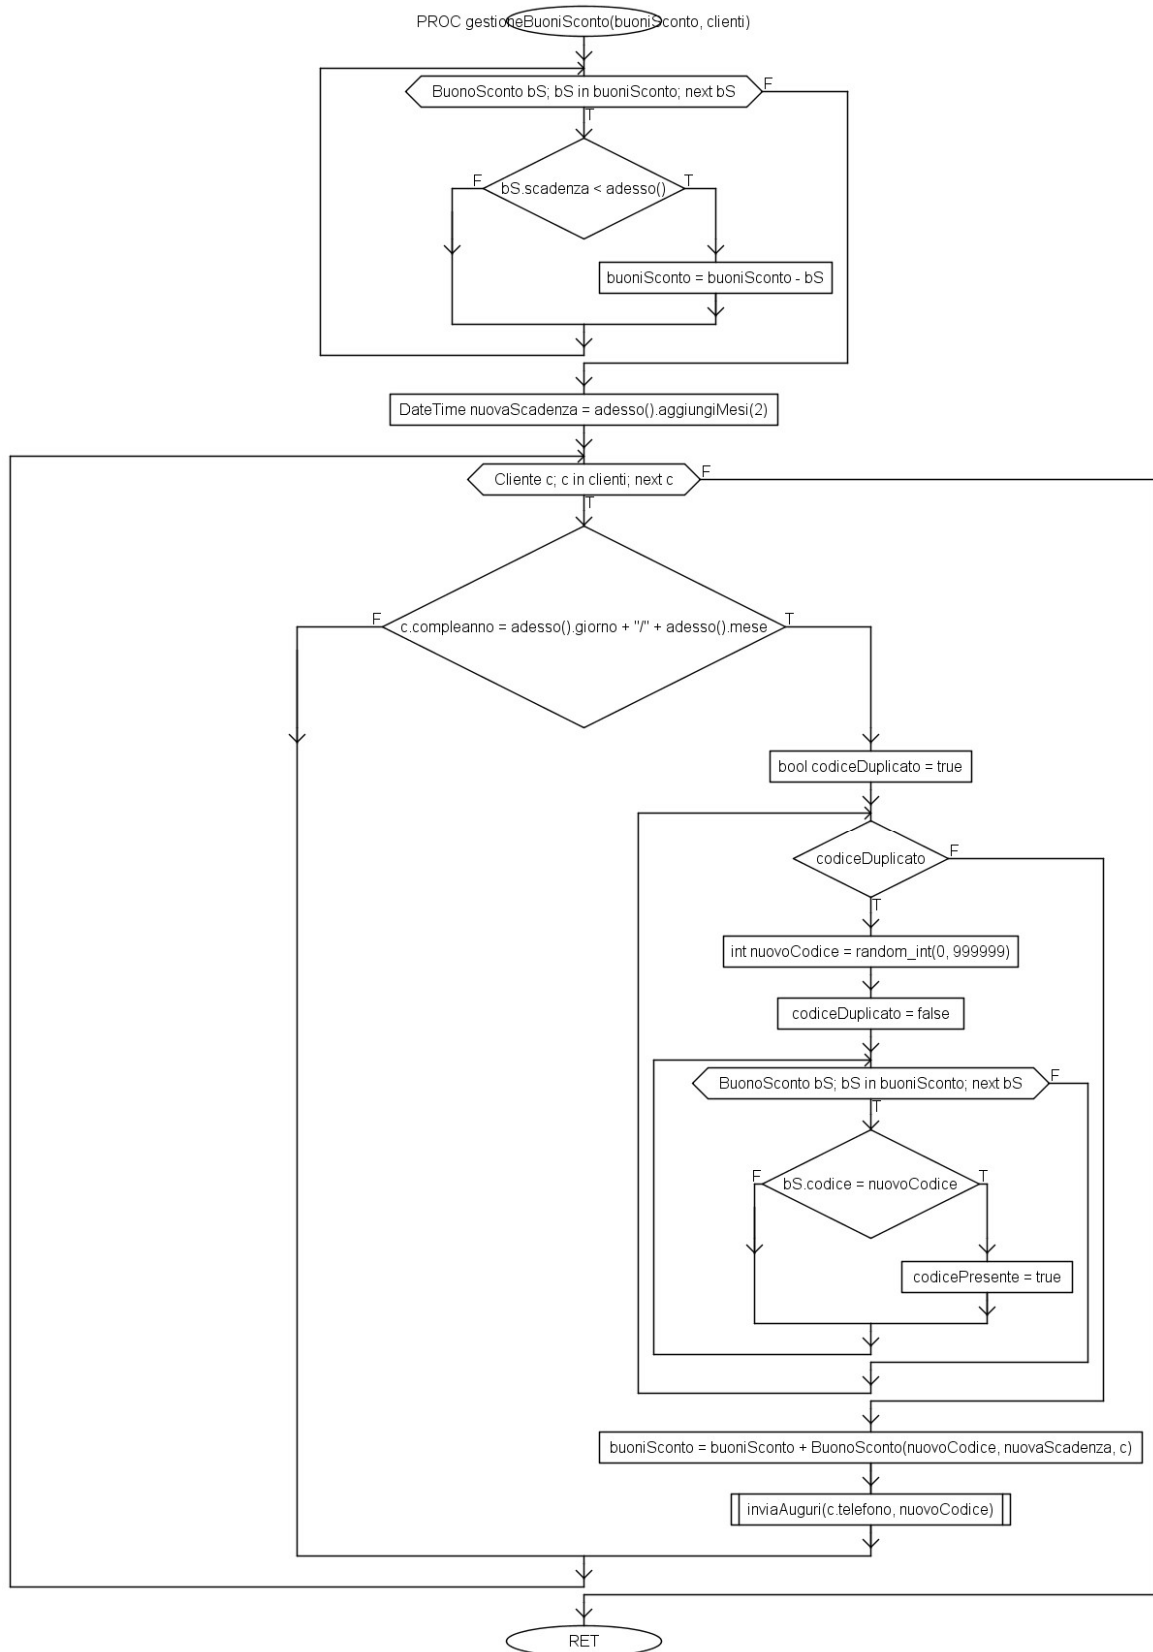 PROC gestioneBuoniSconto(buoniSconto, clienti)
BuonoSconto bS; bS in buoniSconto; next bS
F
T
F
bS.scadenza < adesso()
T
buoniSconto = buoniSconto - bS
DateTime nuovaScadenza = adesso().aggiungiMesi(2)
Cliente c; c in clienti; next c
F
T
F
c.compleanno = adesso().giorno + "/" + adesso().mese
T
bool codiceDuplicato = true
codiceDuplicato
F
T
int nuovoCodice = random_int(0, 999999)
codiceDuplicato = false
BuonoSconto bS; bS in buoniSconto; next bS
F
T
F
bS.codice = nuovoCodice
T
codicePresente = true
buoniSconto = buoniSconto + BuonoSconto(nuovoCodice, nuovaScadenza, c)
inviaAuguri(c.telefono, nuovoCodice)
RET